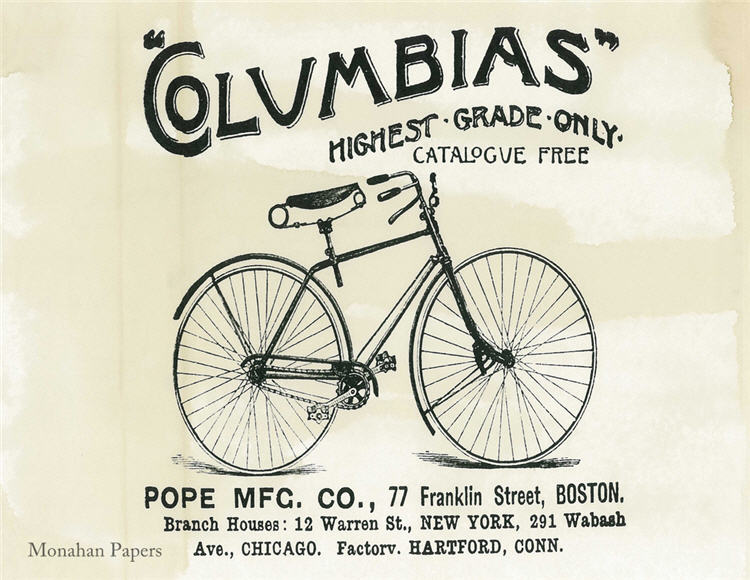 "COLUMBIAS"
HIGHEST · GRADE · ONLY.
CATALOGUE FREE
POPE MFG. CO., 77 Franklin Street, BOSTON.
Branch Houses: 12 Warren St., NEW YORK, 291 Wabash
Ave., CHICAGO. Factorv. HARTFORD, CONN.
Monahan Papers